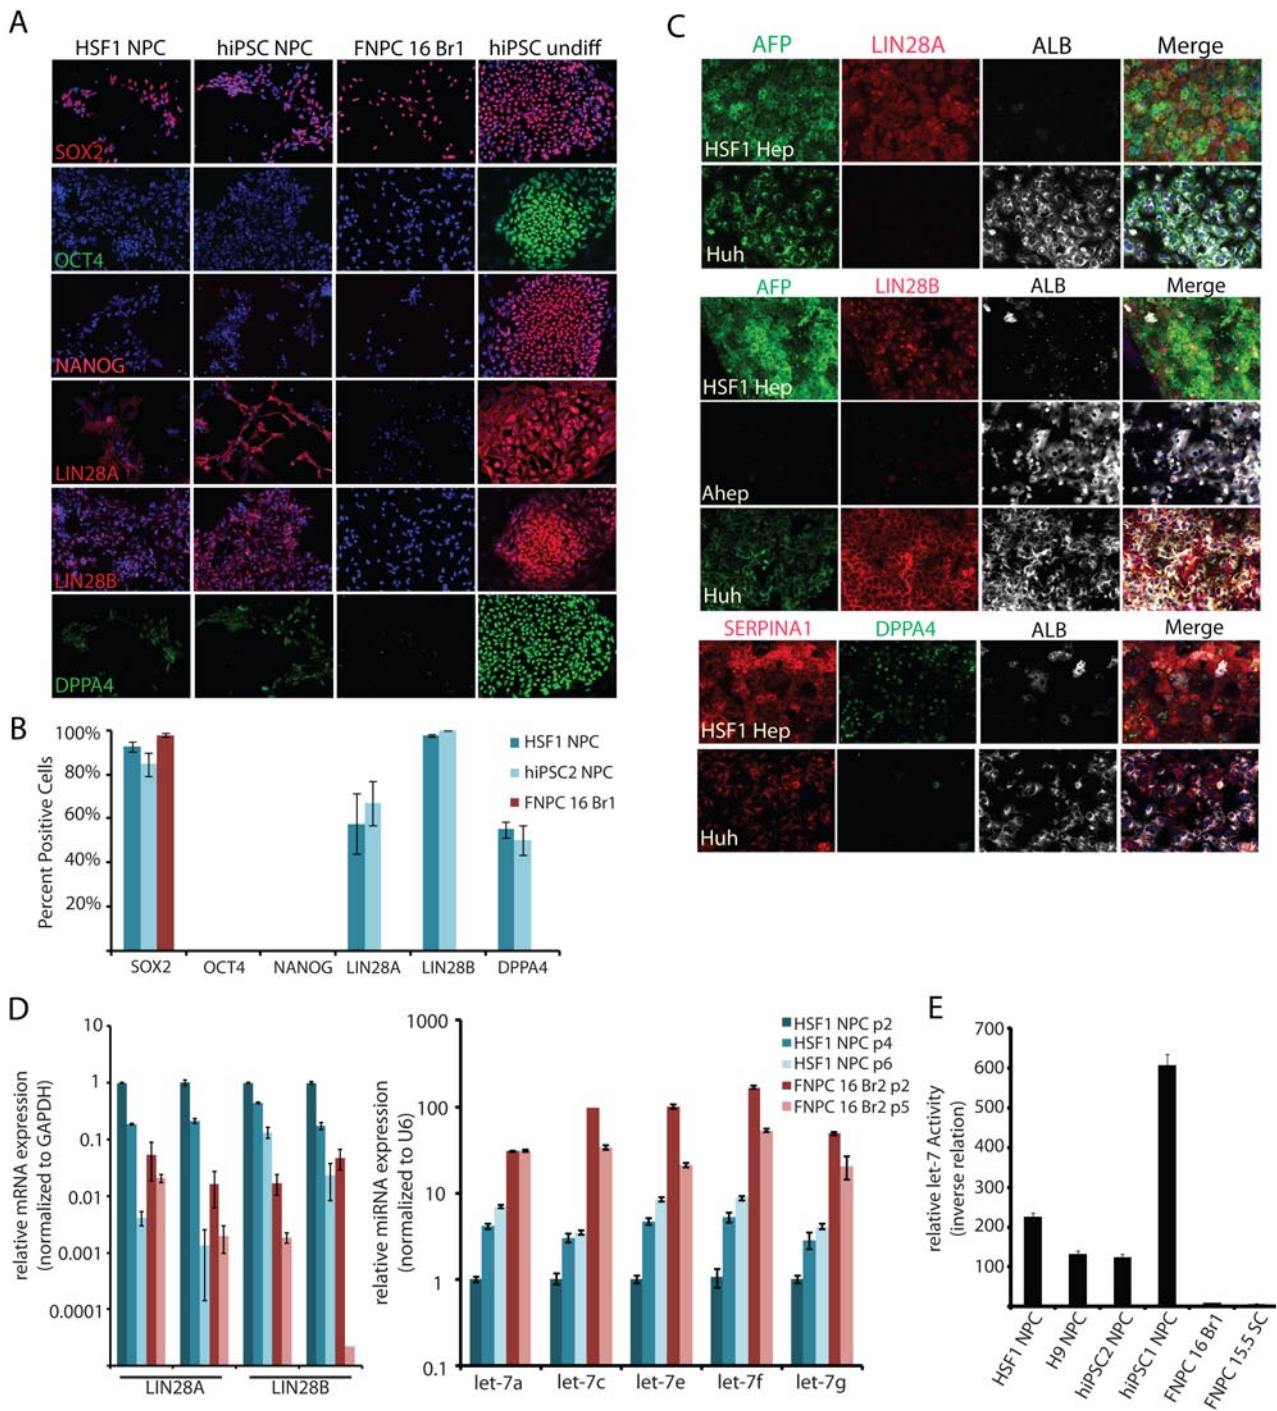 A
HSF1 NPC hiPSC NPC FNPC 16 Br1 hiPSC undiff
SOX2
OCT4
NANOG
LIN28A
LIN28B
DPPA4
B
Percent Positive Cells
100%
80%
60%
40%
20%
SOX2 OCT4 NANOG LIN28A LIN28B DPPA4
HSF1 NPC
hiPSC2 NPC
FNPC 16 Br1
C
AFP LIN28A ALB Merge
HSF1 Hep
Huh
AFP LIN28B ALB Merge
HSF1 Hep
Ahep
Huh
SERPINA1 DPPA4 ALB Merge
HSF1 Hep
Huh
D
relative mRNA expression
(normalized to GAPDH)
10
1
0.1
0.01
0.001
0.0001
LIN28A LIN28B
relative miRNA expression
(normalized to U6)
1000
100
10
1
0.1
let-7a let-7c let-7e let-7f let-7g
HSF1 NPC p2
HSF1 NPC p4
HSF1 NPC p6
FNPC 16 Br2 p2
FNPC 16 Br2 p5
E
relative let-7 Activity
(inverse relation)
700
600
500
400
300
200
100
HSF1 NPC
H9 NPC
hiPSC2 NPC
hiPSC1 NPC
FNPC 16 Br1
FNPC 15.5 SC